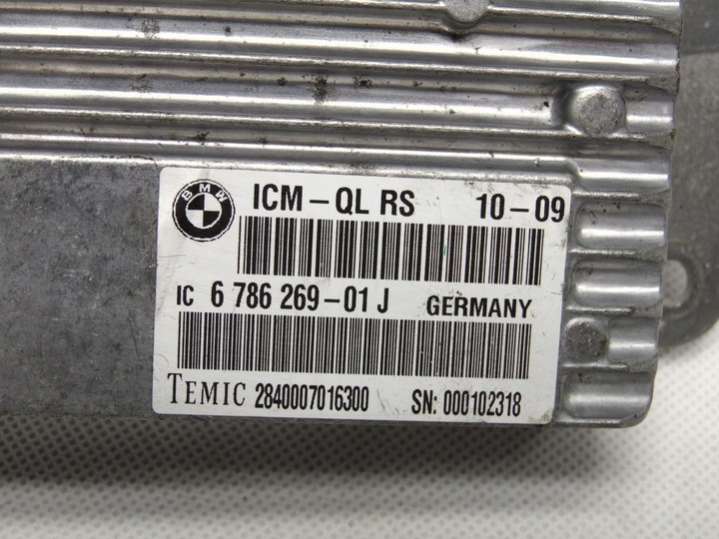 BMW
ICM-QL RS 10-09
IC 6 786 269-01 J GERMANY
TEMIC 2840007016300 SN: 000102318